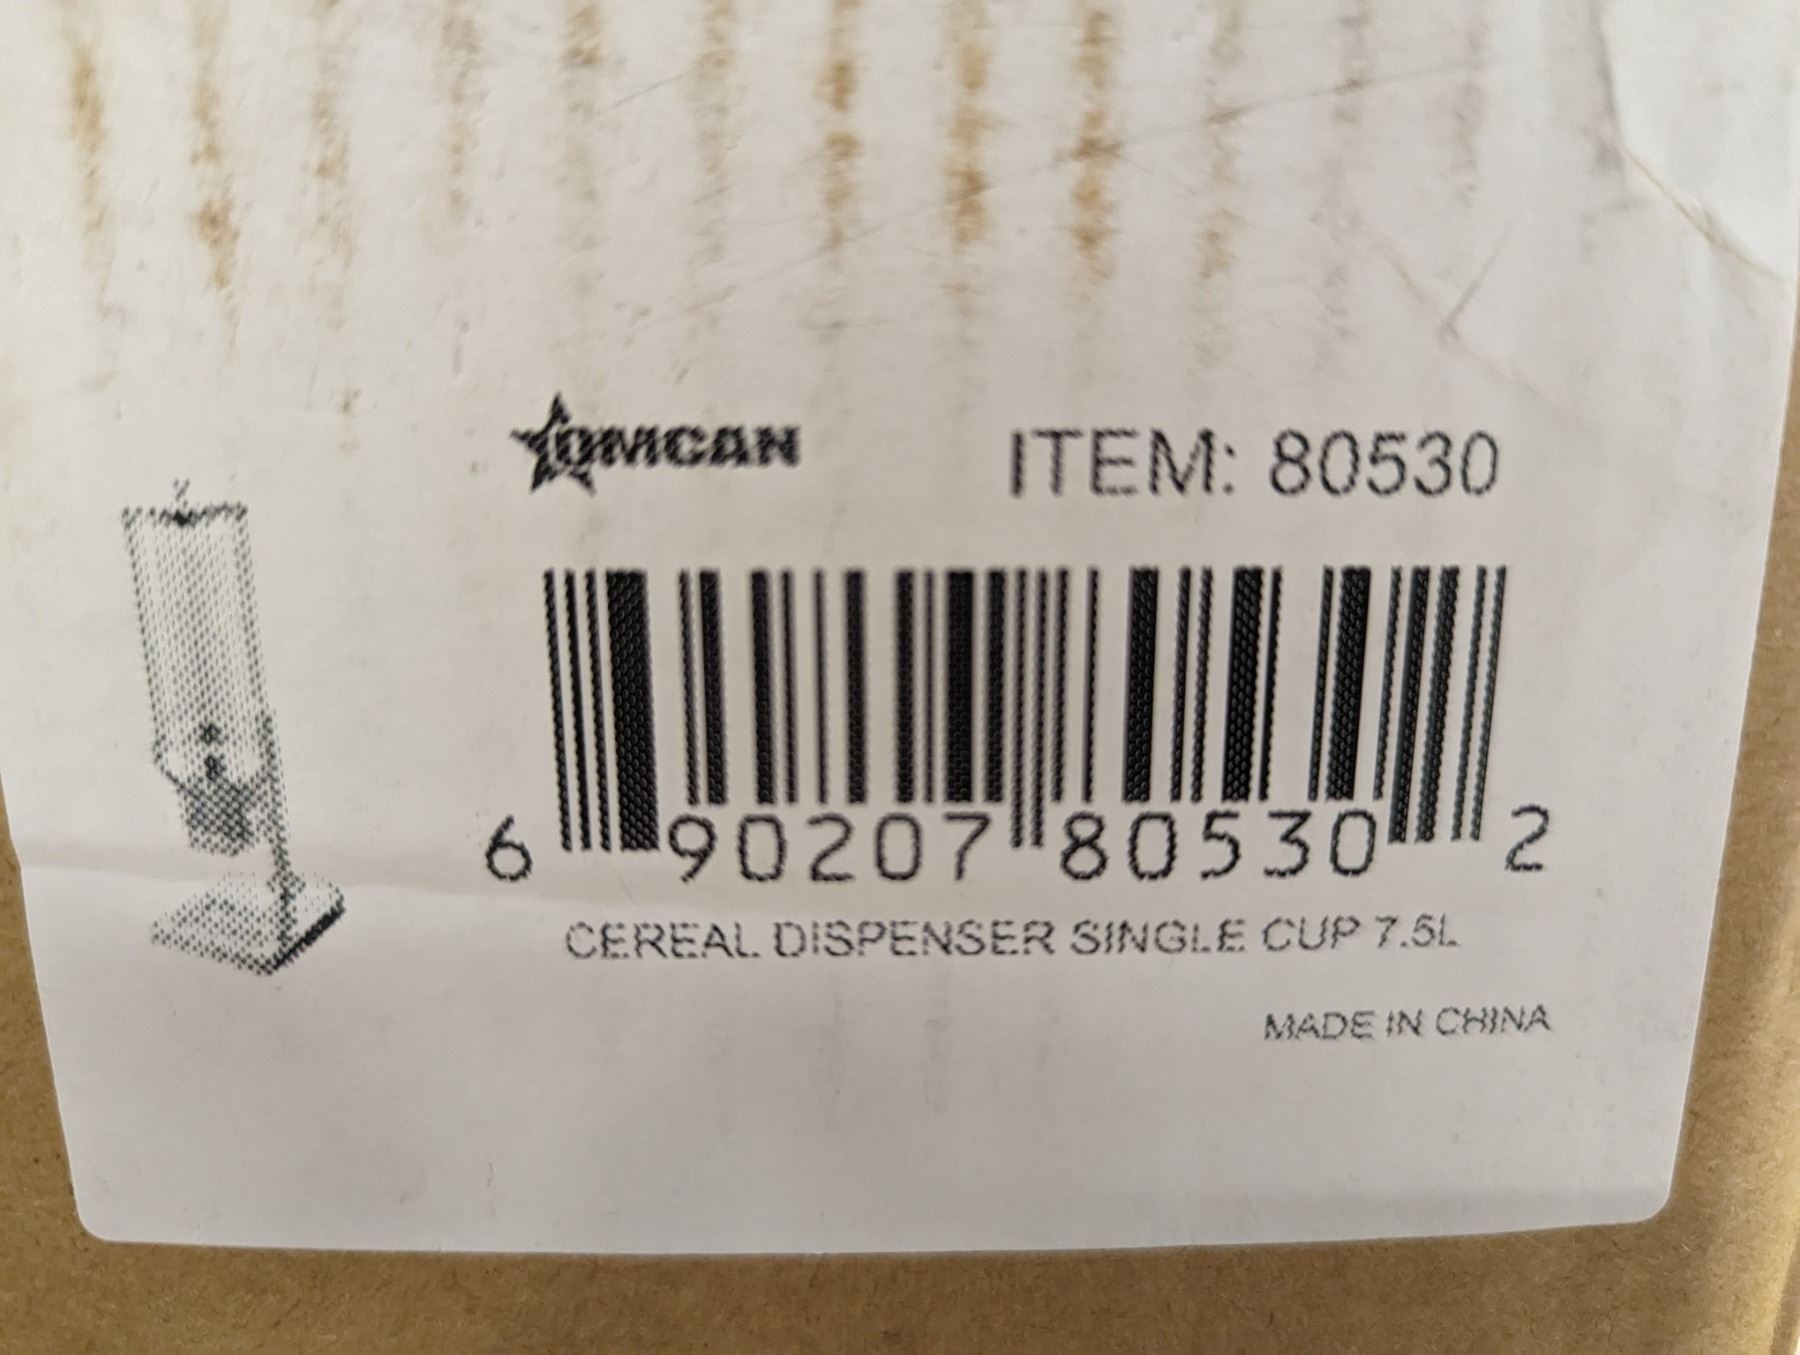 OMCAN
ITEM: 80530
6 90207 80530 2
CEREAL DISPENSER SINGLE CUP 7.5L
MADE IN CHINA